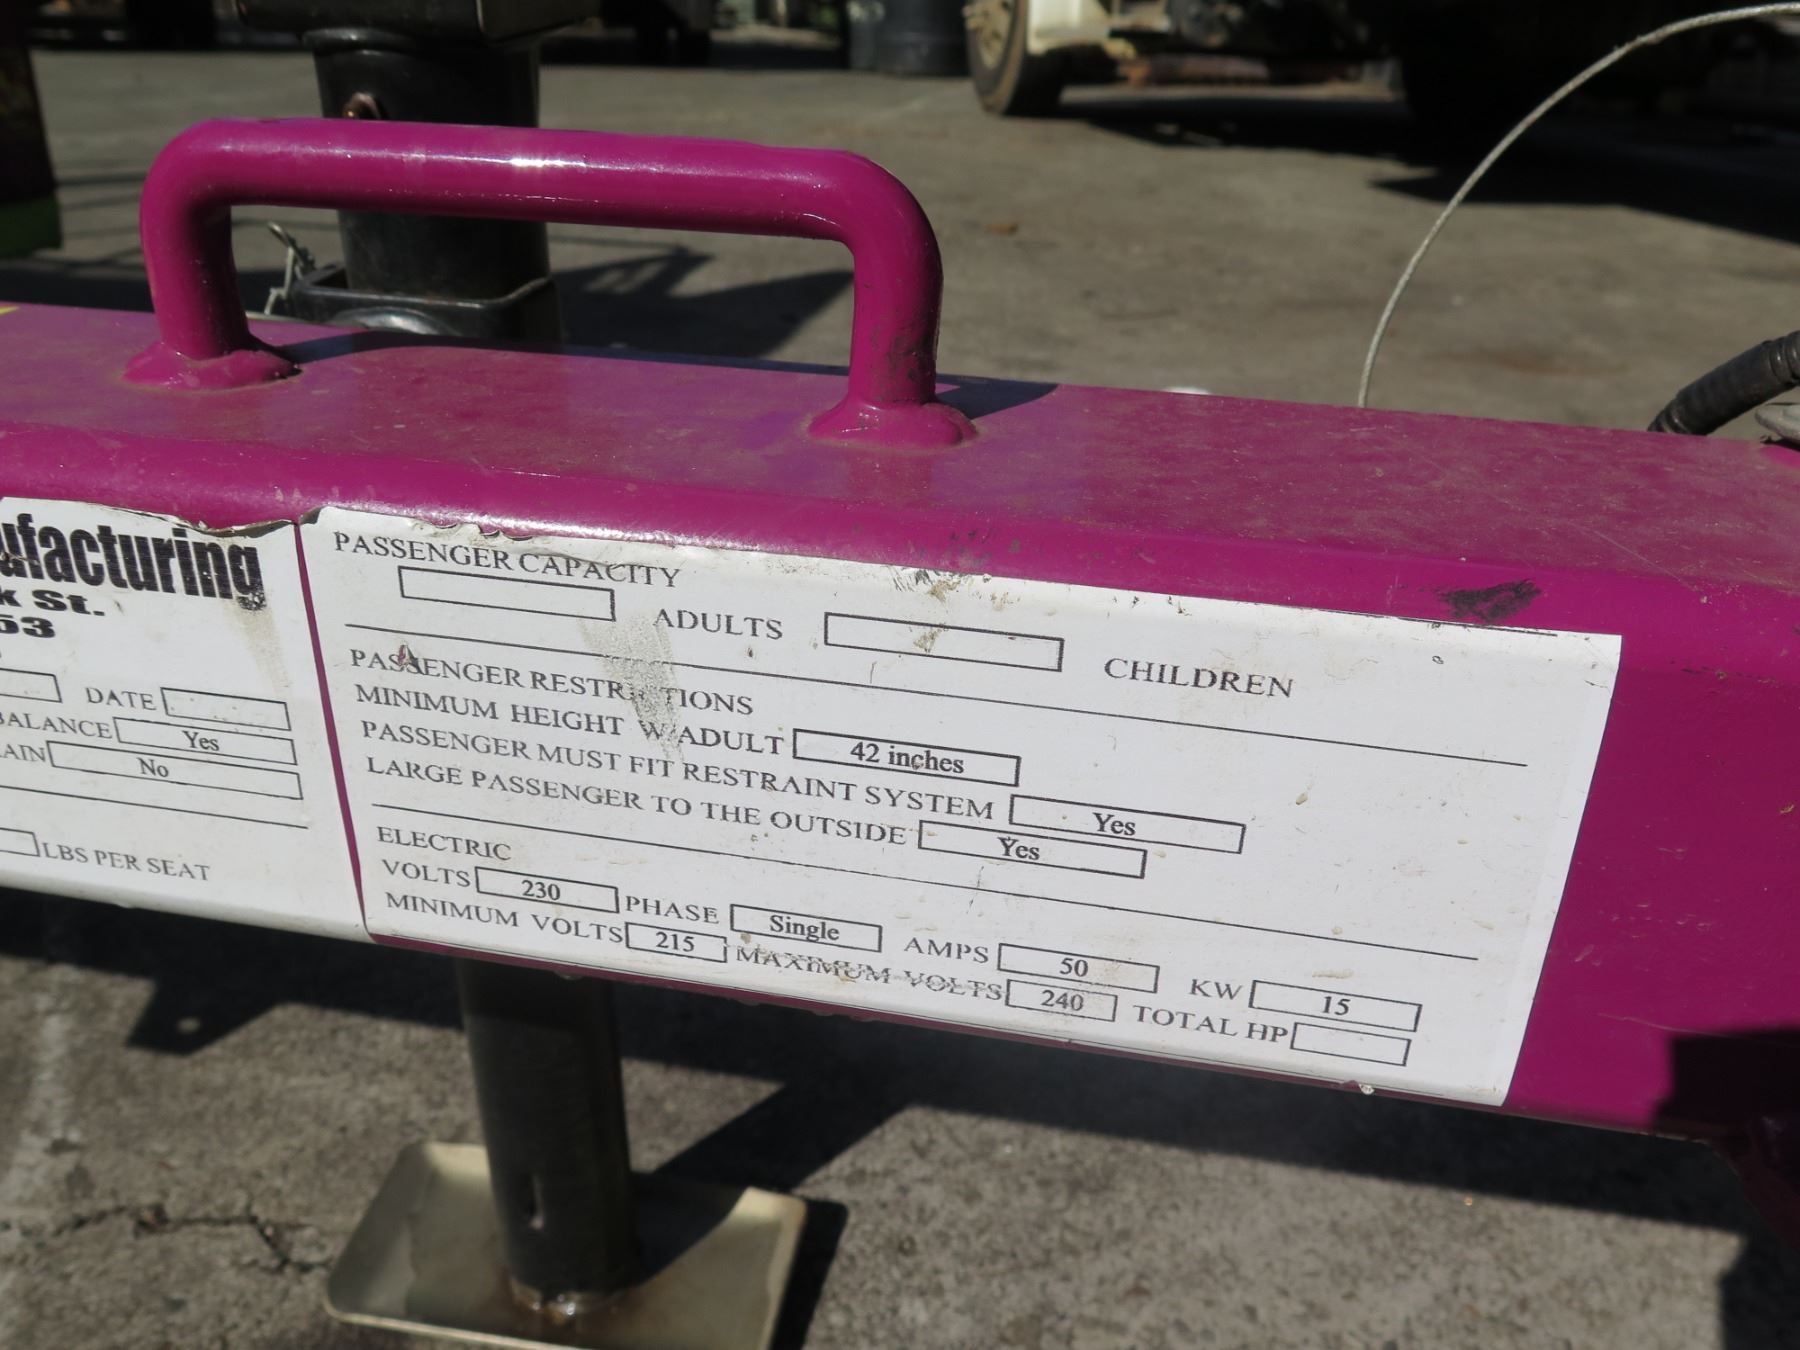 ufacturing
k St.
53
DATE
BALANCE Yes
AIN No
LBS PER SEAT
PASSENGER CAPACITY
ADULTS CHILDREN
PASSENGER RESTRICTIONS
MINIMUM HEIGHT W/ADULT 42 inches
PASSENGER MUST FIT RESTRAINT SYSTEM Yes
LARGE PASSENGER TO THE OUTSIDE Yes
ELECTRIC
VOLTS 230 PHASE Single AMPS 50 KW 15
MINIMUM VOLTS 215 MAXIMUM VOLTS 240 TOTAL HP